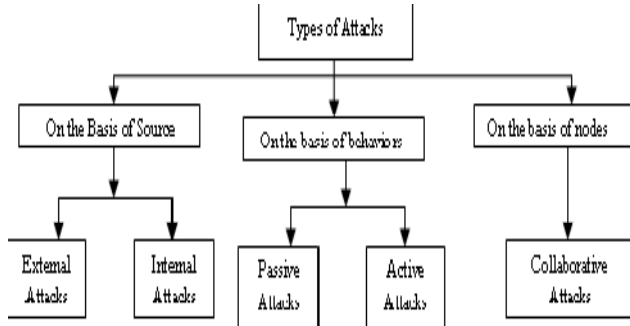 Types of Attacks
On the Basis of Source
On the basis of behaviors
On the basis of nodes
External
Attacks
Internal
Attacks
Passive
Attacks
Active
Attacks
Collaborative
Attacks